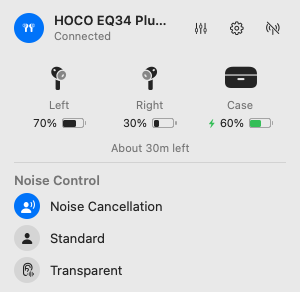 HOCO EQ34 Plu...
Connected
Left
Right
Case
70%
30%
60%
About 30m left
Noise Control
Noise Cancellation
Standard
Transparent